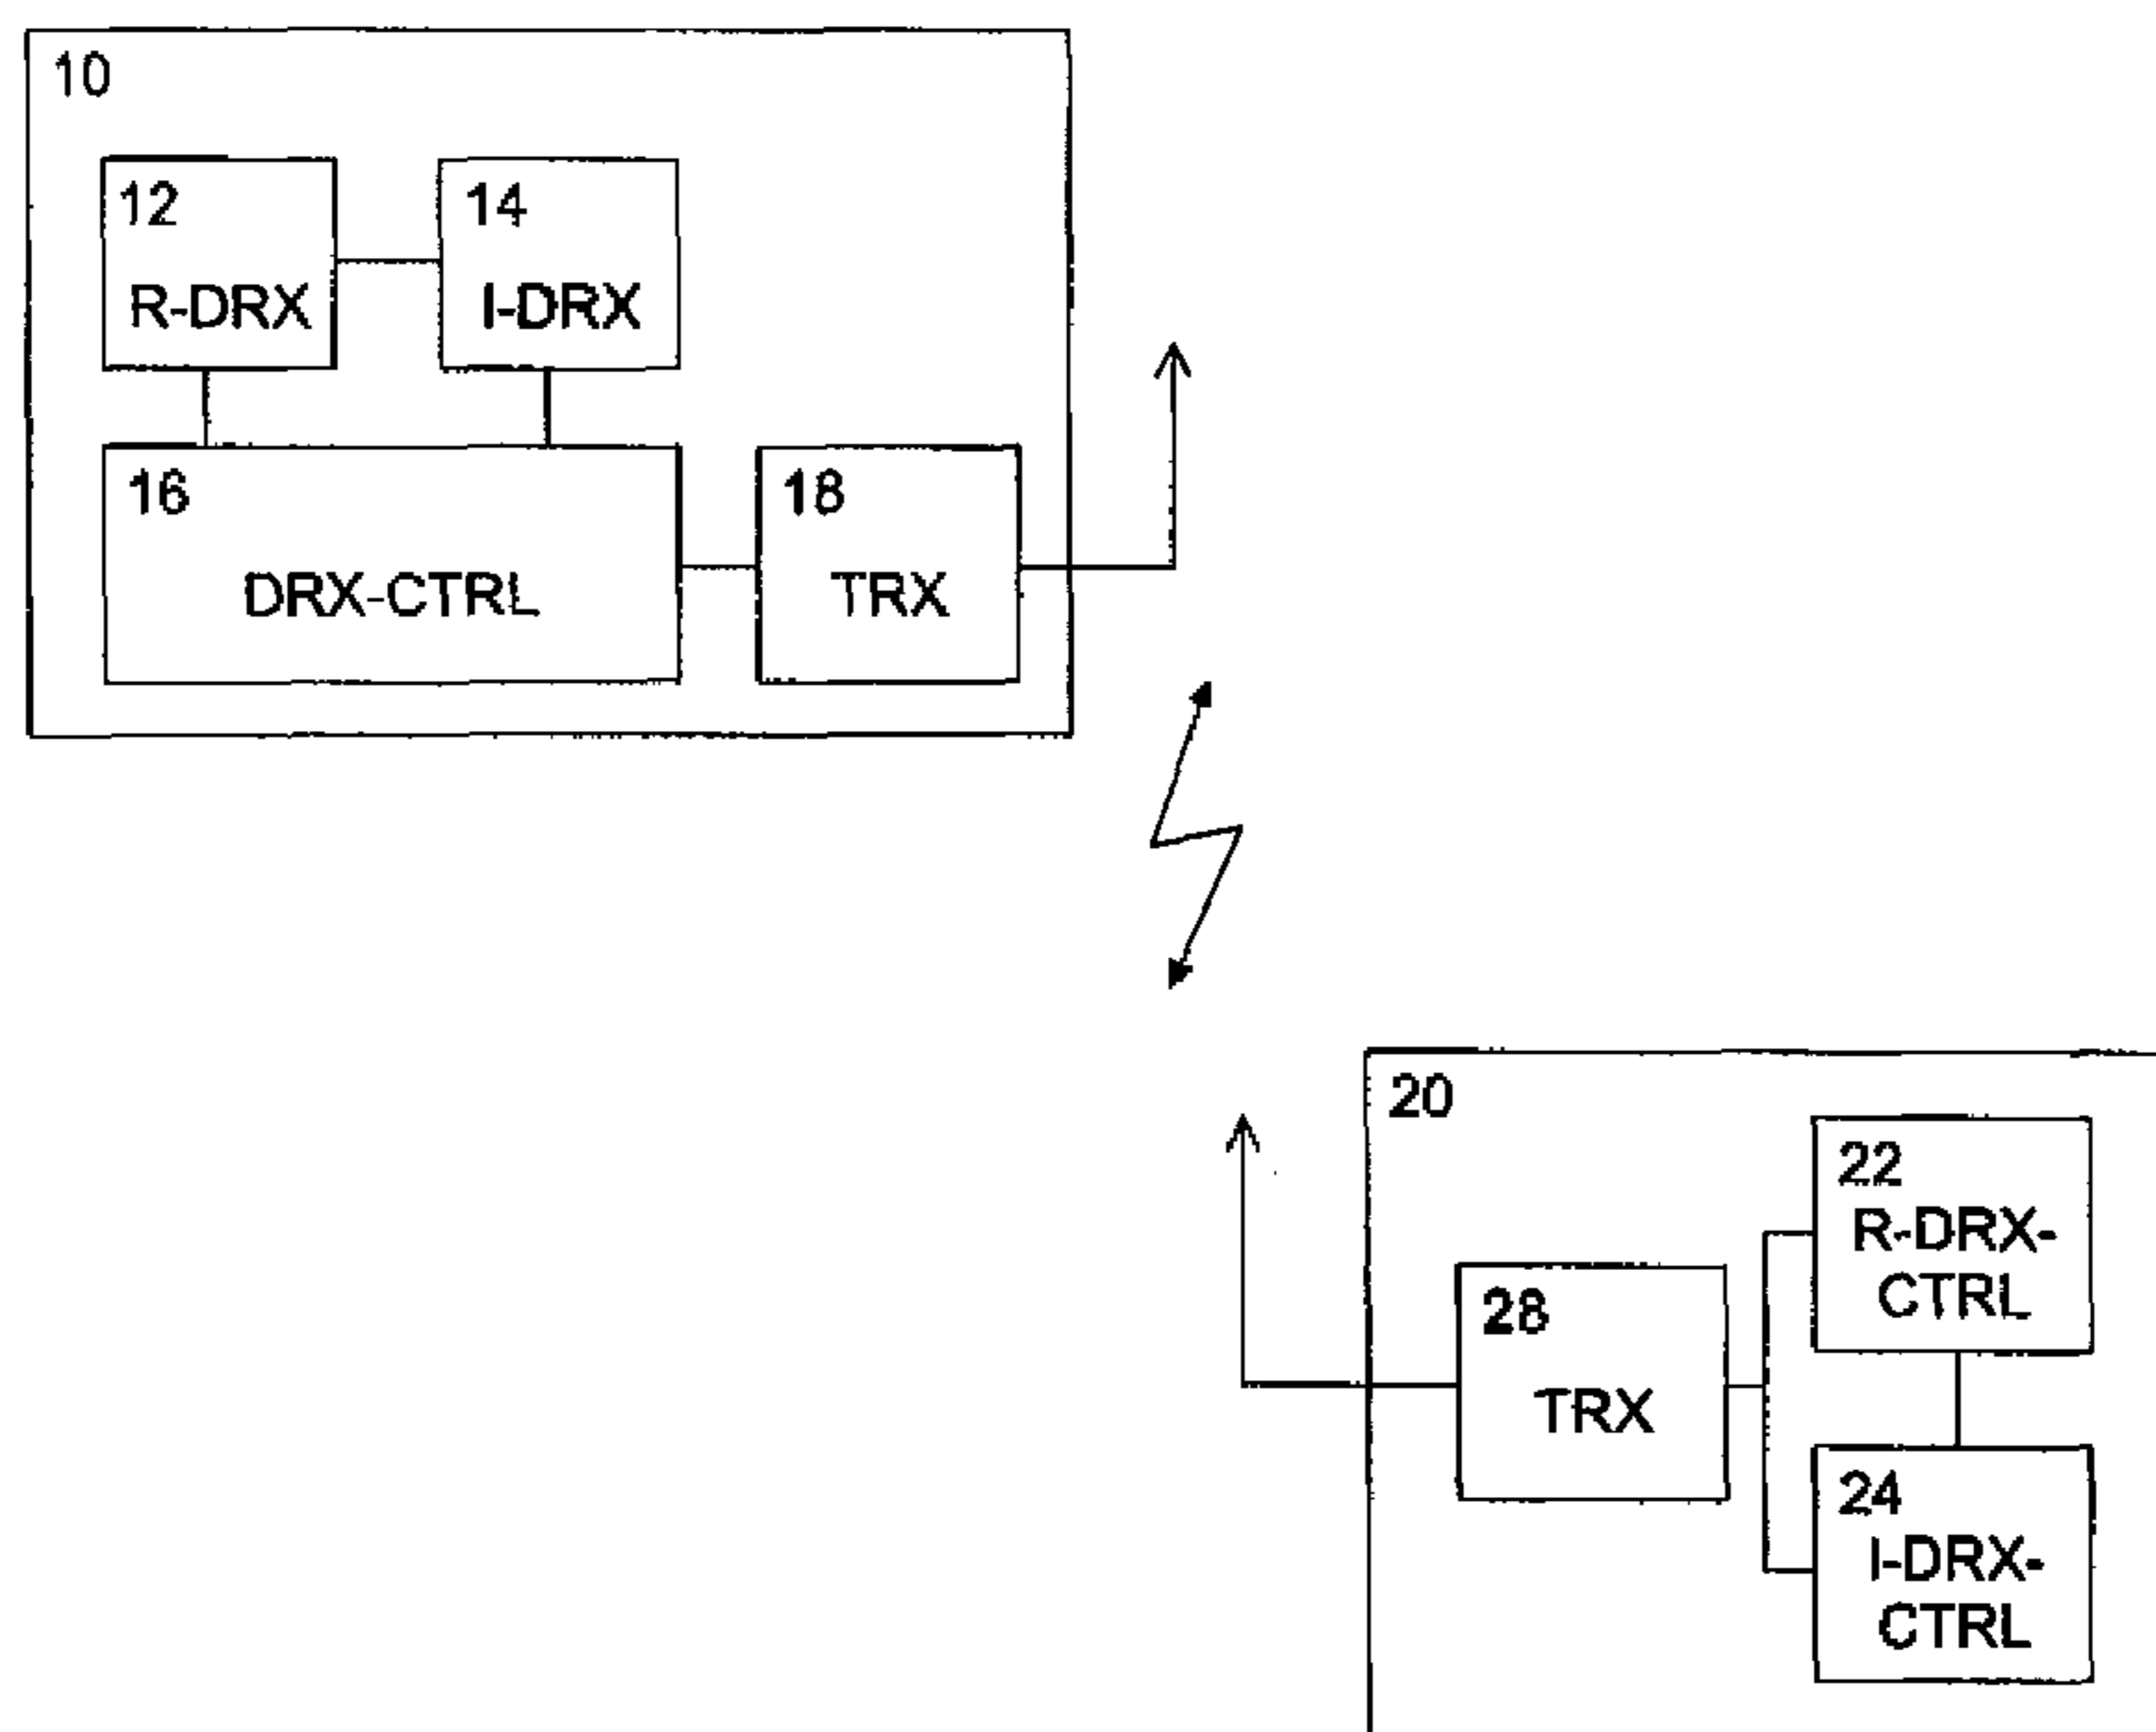 10
12
R-DRX
14
I-DRX
16
DRX-CTRL
18
TRX
20
22
R-DRX-
CTRL
28
TRX
24
I-DRX-
CTRL